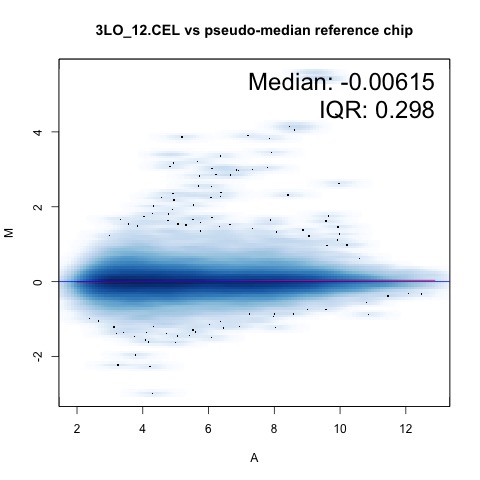 3LO_12.CEL vs pseudo-median reference chip
Median: -0.00615
IQR: 0.298
4
2
0
-2
M
2 4 6 8 10 12
A